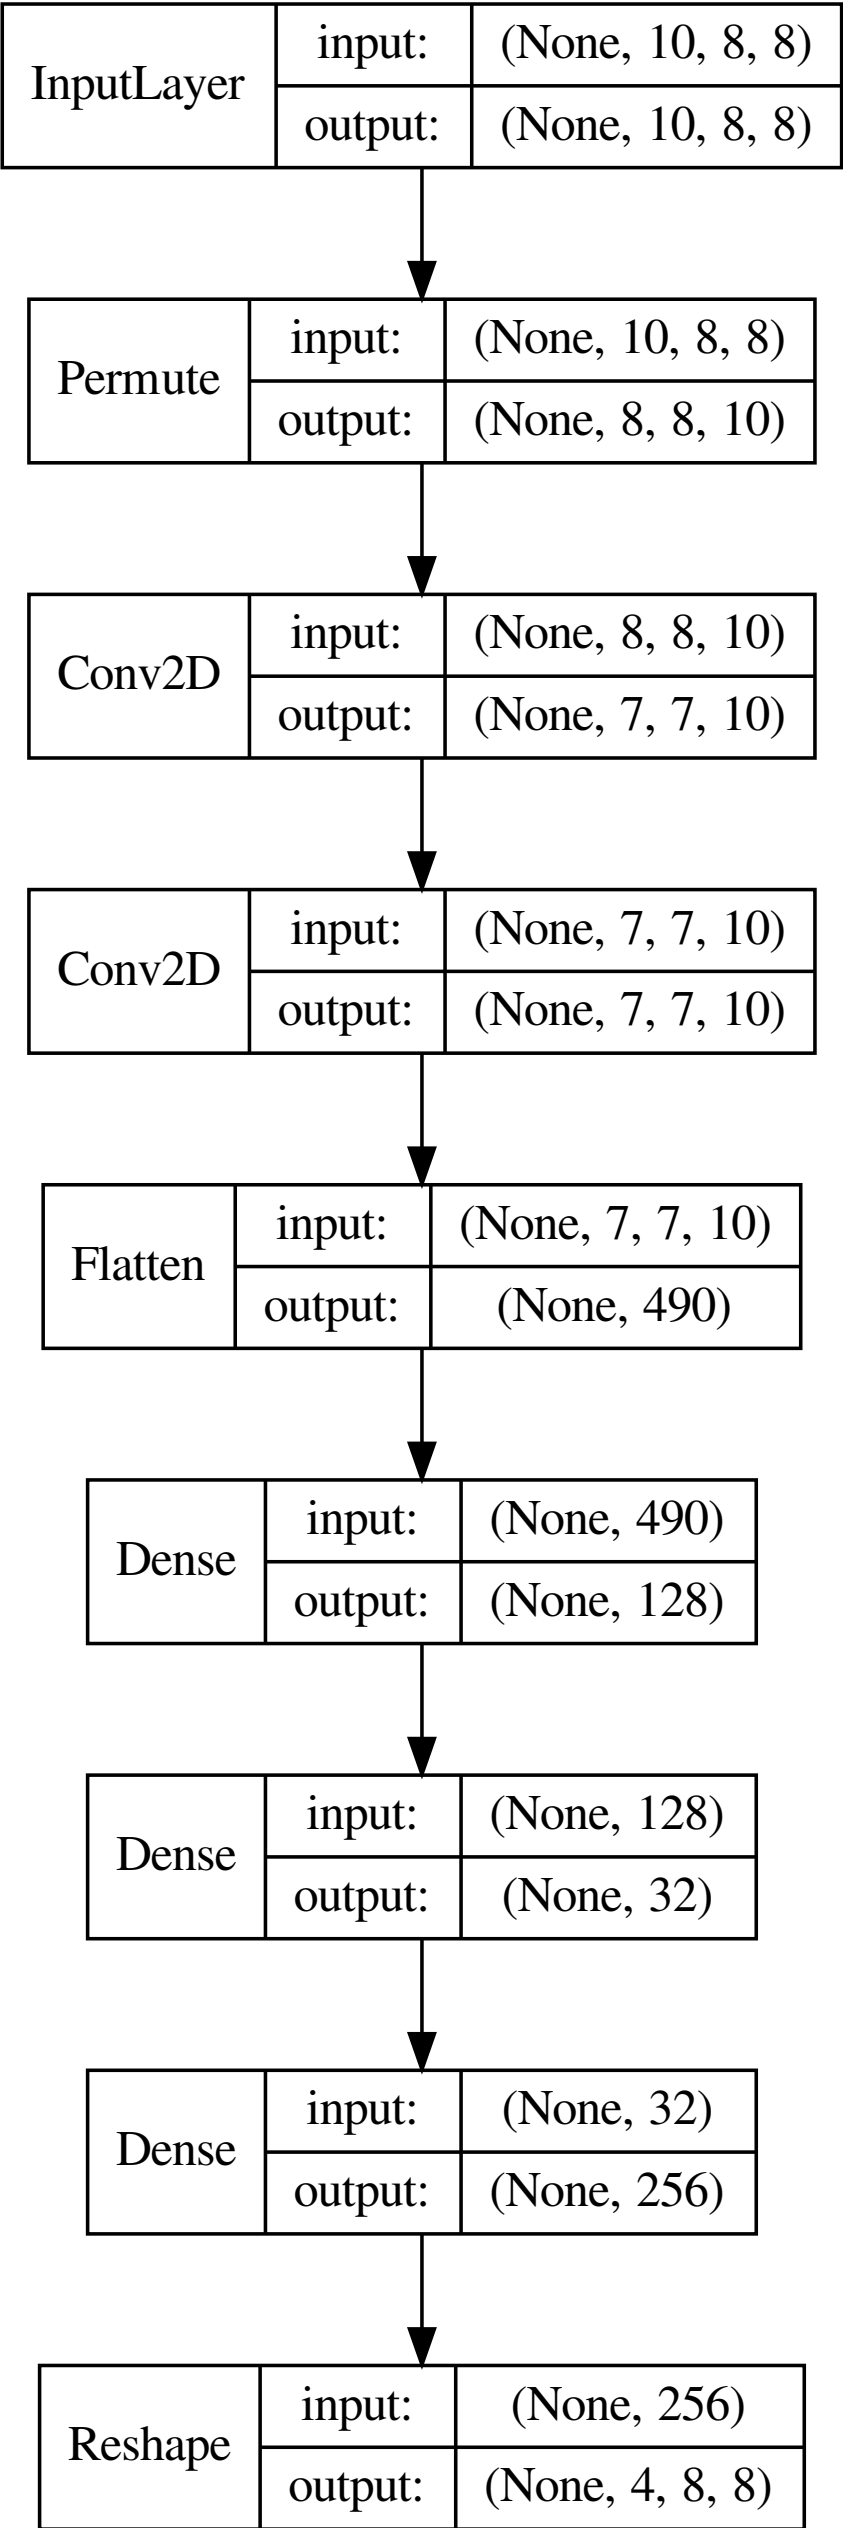 InputLayer
input: (None, 10, 8, 8)
output: (None, 10, 8, 8)
Permute
input: (None, 10, 8, 8)
output: (None, 8, 8, 10)
Conv2D
input: (None, 8, 8, 10)
output: (None, 7, 7, 10)
Conv2D
input: (None, 7, 7, 10)
output: (None, 7, 7, 10)
Flatten
input: (None, 7, 7, 10)
output: (None, 490)
Dense
input: (None, 490)
output: (None, 128)
Dense
input: (None, 128)
output: (None, 32)
Dense
input: (None, 32)
output: (None, 256)
Reshape
input: (None, 256)
output: (None, 4, 8, 8)